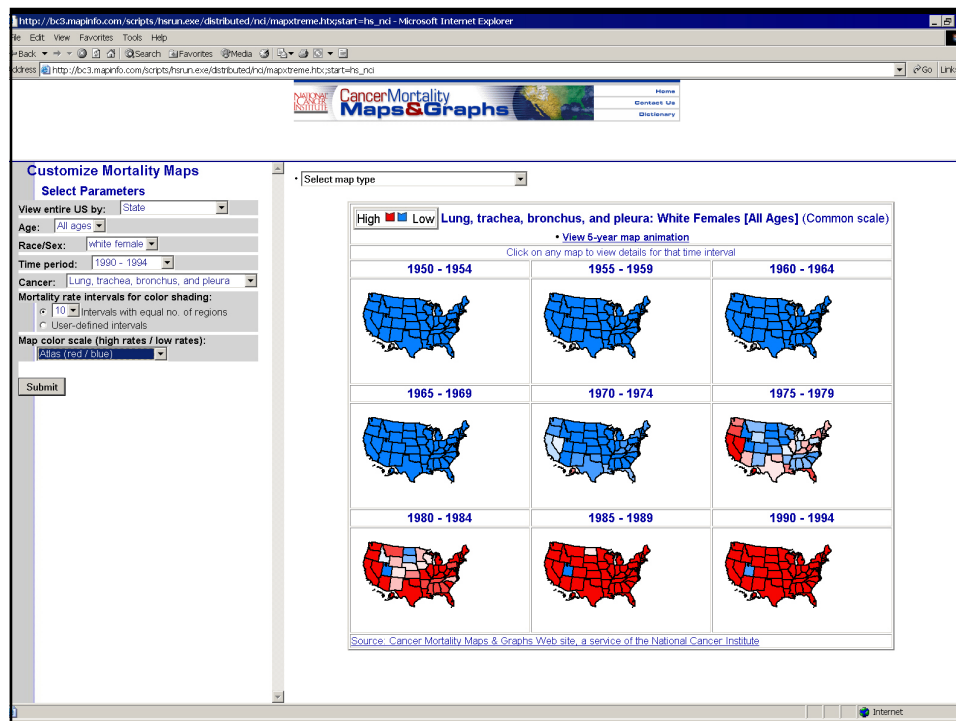 http://bc3.mapinfo.com/scripts/hsrun.exe/distributed/nci/mapxtreme.htx;start=hs_nci - Microsoft Internet Explorer
File Edit View Favorites Tools Help
Back Search Favorites Media
Address http://bc3.mapinfo.com/scripts/hsrun.exe/distributed/nci/mapxtreme.htx;start=hs_nci Go Links
NATIONAL CANCER INSTITUTE
CancerMortality Maps&Graphs
Home
Contact Us
Dictionary
Customize Mortality Maps
Select Parameters
View entire US by: State
Age: All ages
Race/Sex: white female
Time period: 1990 - 1994
Cancer: Lung, trachea, bronchus, and pleura
Mortality rate intervals for color shading:
10 Intervals with equal no. of regions
User-defined intervals
Map color scale (high rates / low rates):
Atlas (red / blue)
Submit
• Select map type
High Low Lung, trachea, bronchus, and pleura: White Females [All Ages] (Common scale)
• View 5-year map animation
Click on any map to view details for that time interval
1950 - 1954 1955 - 1959 1960 - 1964
1965 - 1969 1970 - 1974 1975 - 1979
1980 - 1984 1985 - 1989 1990 - 1994
Source: Cancer Mortality Maps & Graphs Web site, a service of the National Cancer Institute
Internet